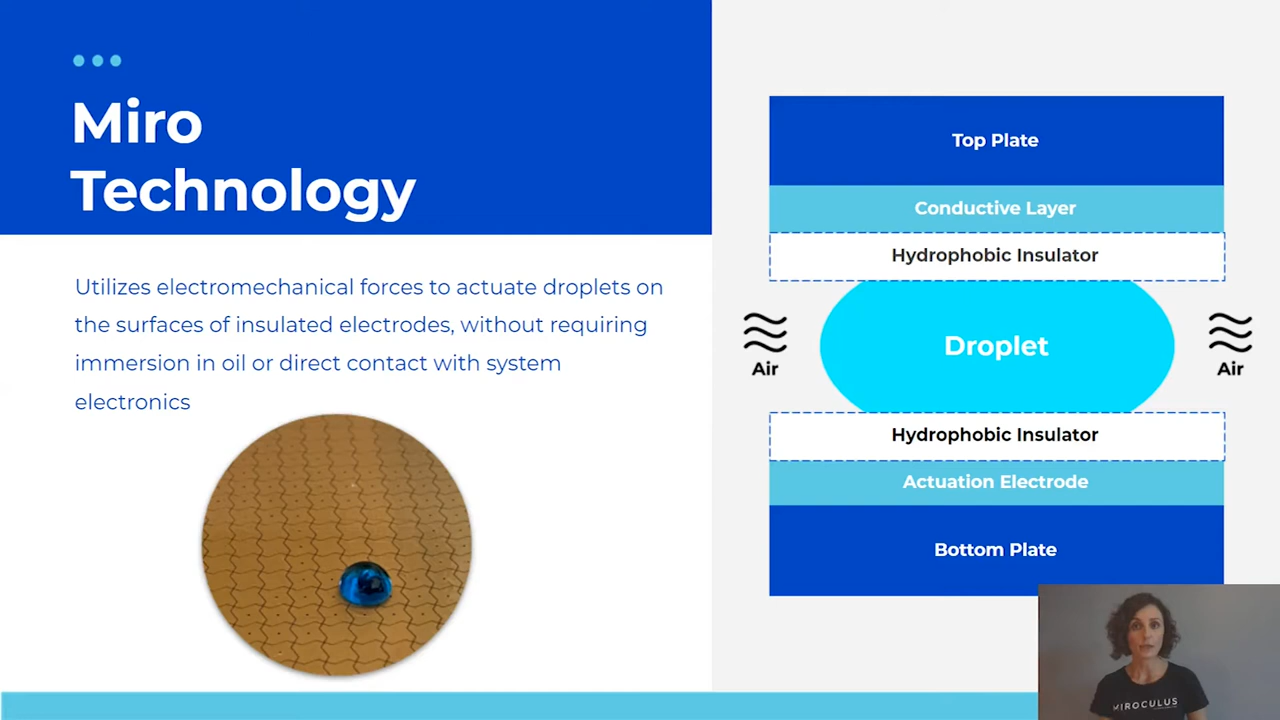 Miro
Technology
Utilizes electromechanical forces to actuate droplets on
the surfaces of insulated electrodes, without requiring
immersion in oil or direct contact with system
electronics
Top Plate
Conductive Layer
Hydrophobic Insulator
Droplet
Air
Air
Hydrophobic Insulator
Actuation Electrode
Bottom Plate
MIROCULUS